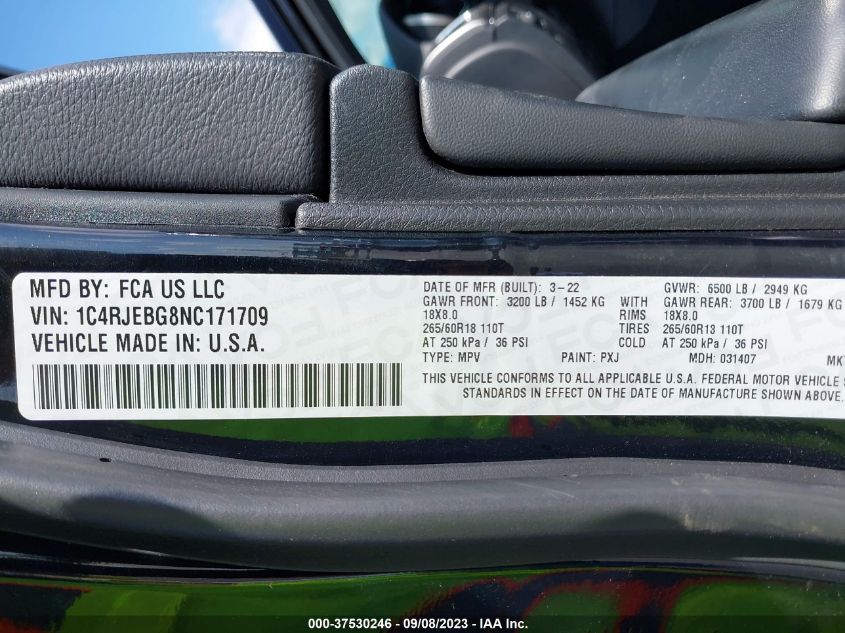 MFD BY: FCA US LLC
VIN: 1C4RJEBG8NC171709
VEHICLE MADE IN: U.S.A.
DATE OF MFR (BUILT): 3-22 GVWR: 6500 LB / 2949 KG
GAWR FRONT: 3200 LB / 1452 KG WITH GAWR REAR: 3700 LB / 1679 KG
18X8.0 RIMS 18X8.0
265/60R18 110T TIRES 265/60R18 110T
AT 250 kPa / 36 PSI COLD AT 250 kPa / 36 PSI
TYPE: MPV PAINT: PXJ MDH: 031407 MK
THIS VEHICLE CONFORMS TO ALL APPLICABLE U.S.A. FEDERAL MOTOR VEHICLE S
STANDARDS IN EFFECT ON THE DATE OF MANUFACTURE SHOWN ABOVE.
000-37530246 - 09/08/2023 - IAA Inc.